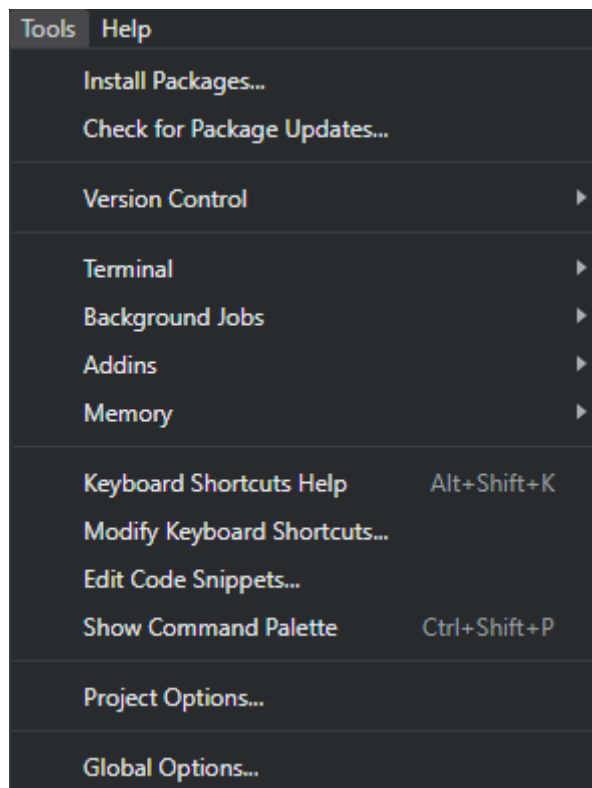 Tools Help
Install Packages...
Check for Package Updates...
Version Control
Terminal
Background Jobs
Addins
Memory
Keyboard Shortcuts Help Alt+Shift+K
Modify Keyboard Shortcuts...
Edit Code Snippets...
Show Command Palette Ctrl+Shift+P
Project Options...
Global Options...